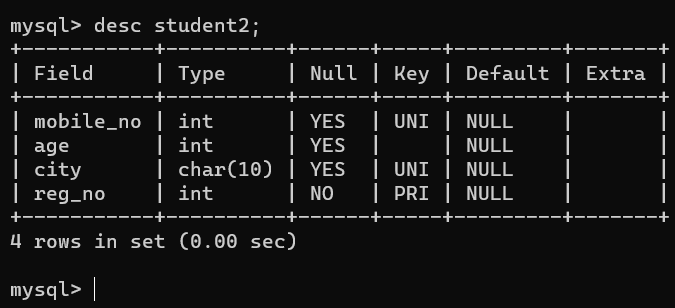 mysql> desc student2;
+-----------+----------+------+-----+---------+-------+
| Field     | Type     | Null | Key | Default | Extra |
+-----------+----------+------+-----+---------+-------+
| mobile_no | int      | YES  | UNI | NULL    |       |
| age       | int      | YES  |     | NULL    |       |
| city      | char(10) | YES  | UNI | NULL    |       |
| reg_no    | int      | NO   | PRI | NULL    |       |
+-----------+----------+------+-----+---------+-------+
4 rows in set (0.00 sec)
mysql>